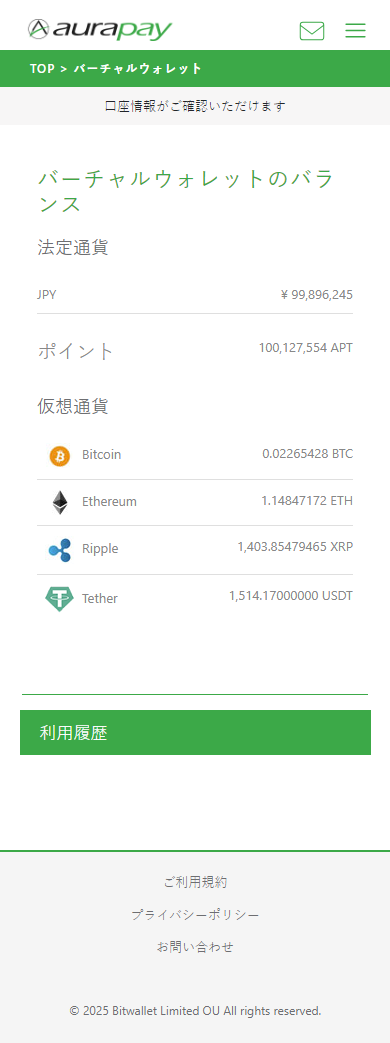 aurapay
TOP > バーチャルウォレット
口座情報がご確認いただけます
バーチャルウォレットのバラ
ンス
法定通貨
JPY ¥ 99,896,245
ポイント 100,127,554 APT
仮想通貨
Bitcoin 0.02265428 BTC
Ethereum 1.14847172 ETH
Ripple 1,403.85479465 XRP
Tether 1,514.17000000 USDT
利用履歴
ご利用規約
プライバシーポリシー
お問い合わせ
© 2025 Bitwallet Limited OU All rights reserved.